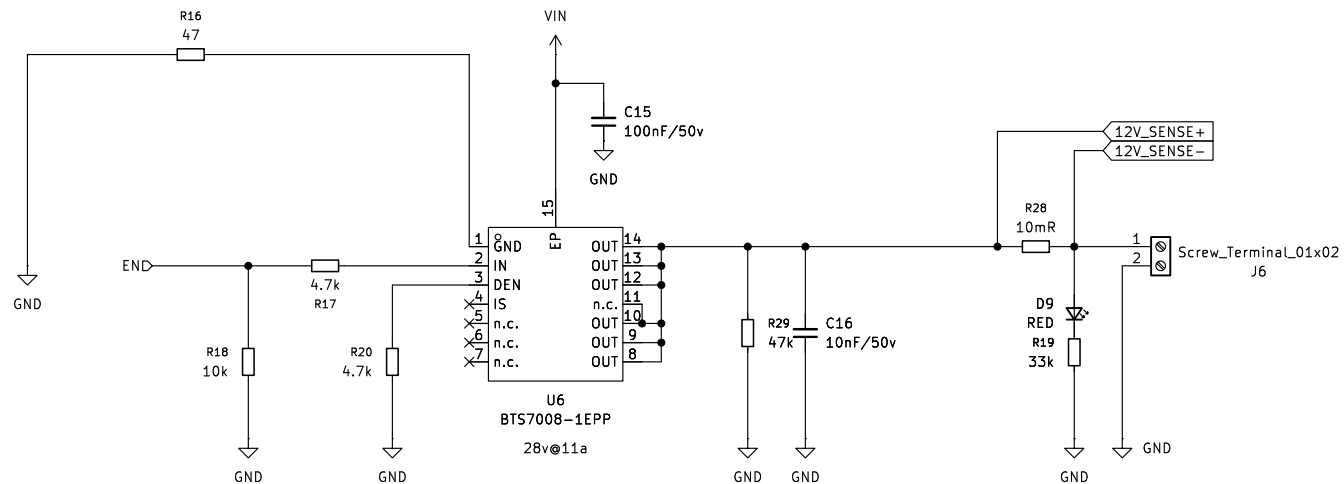 R16
47
VIN
C15
100nF/50v
GND
12V_SENSE+
12V_SENSE-
R28
10mR
15
EP
1
GND
2
IN
3
DEN
4
IS
5
n.c.
6
n.c.
7
n.c.
OUT
14
OUT
13
OUT
12
n.c.
11
OUT
10
OUT
9
OUT
8
END
4.7k
R17
GND
R18
10k
R20
4.7k
R29
47k
C16
10nF/50v
1
2
Screw_Terminal_01x02
J6
D9
RED
R19
33k
U6
BTS7008-1EPP
28v@11a
GND
GND
GND
GND
GND
GND